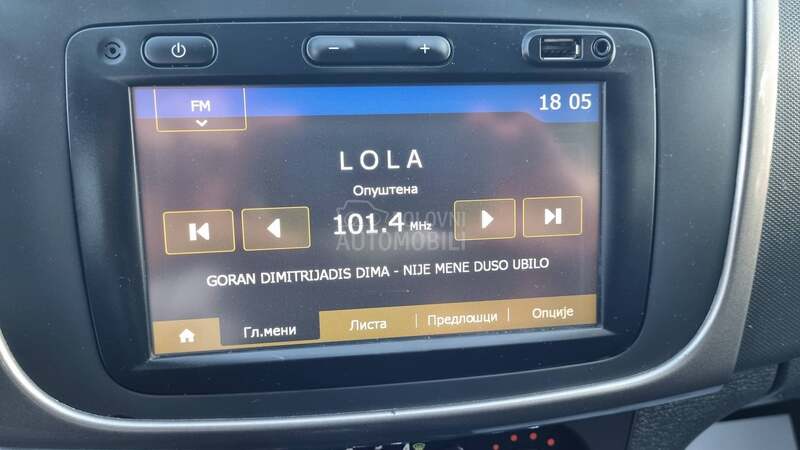 FM
18 05
LOLA
Опуштена
101.4 MHz
POLOVNI
AUTOMOBILI
GORAN DIMITRIJADIS DIMA - NIJE MENE DUSO UBILO
Гл.мени
Листа
Предлошци
Опције